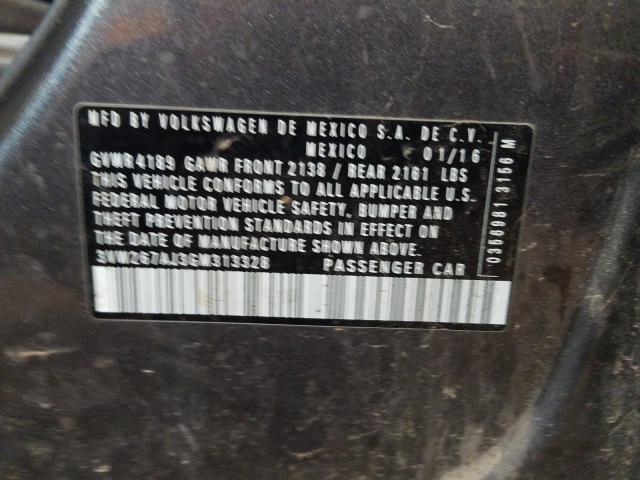 MFD BY VOLKSWAGEN DE MEXICO S.A. DE C.V.
MEXICO 01/16
GVWR 4189 GAWR FRONT 2138 / REAR 2161 LBS
THIS VEHICLE CONFORMS TO ALL APPLICABLE U.S.
FEDERAL MOTOR VEHICLE SAFETY, BUMPER AND
THEFT PREVENTION STANDARDS IN EFFECT ON
THE DATE OF MANUFACTURE SHOWN ABOVE.
3VW267AJ3GM313328 PASSENGER CAR